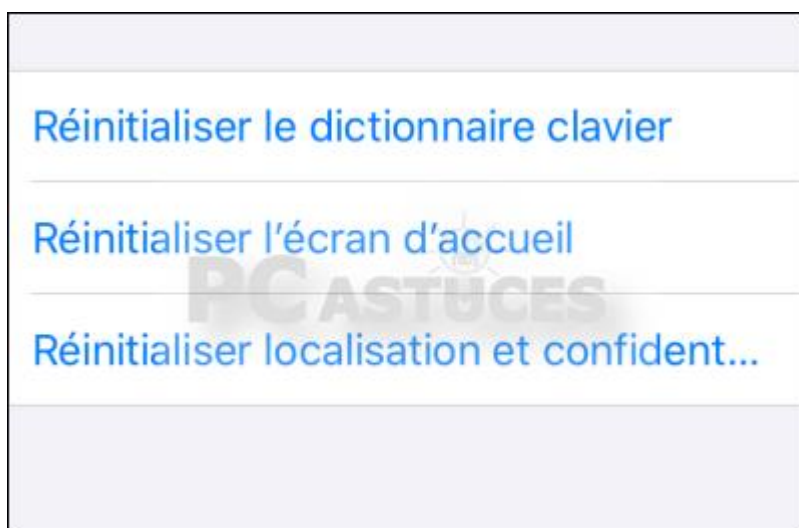 Réinitialiser le dictionnaire clavier
Réinitialiser l’écran d’accueil
PC ASTUCES
Réinitialiser localisation et confident...